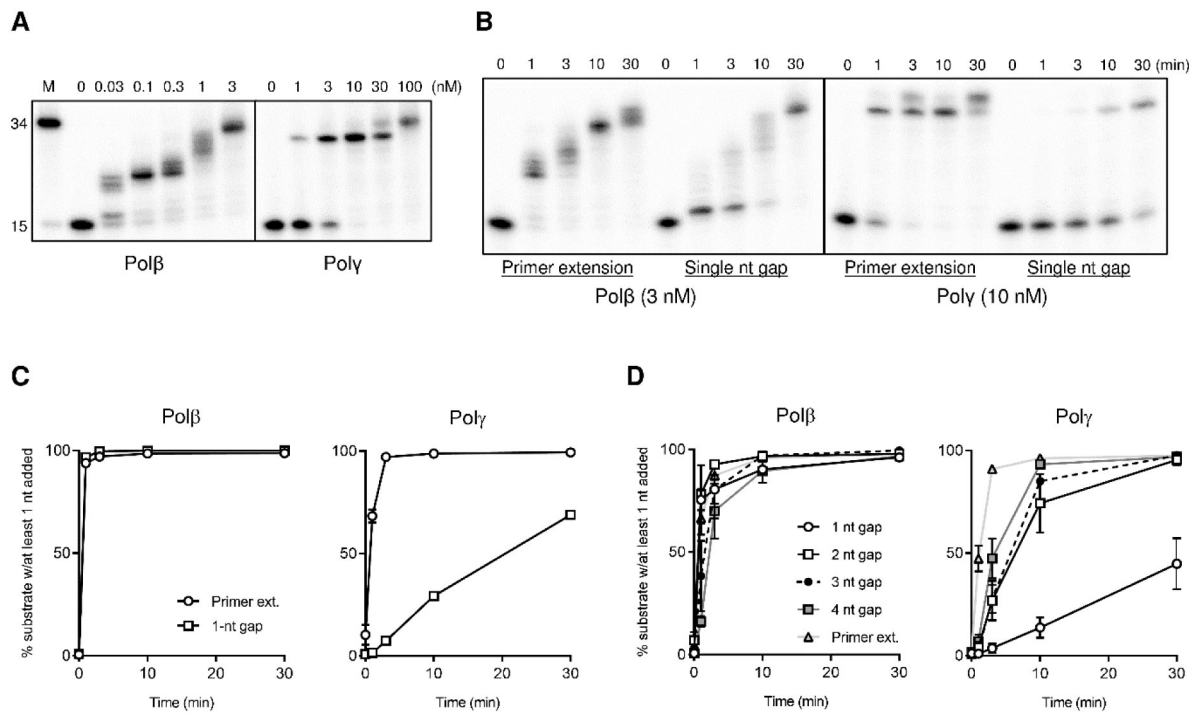 A
M 0 0.03 0.1 0.3 1 3 0 1 3 10 30 100 (nM)
34
15
Polβ Polγ
B
0 1 3 10 30 0 1 3 10 30 0 1 3 10 30 0 1 3 10 30 (min)
Primer extension Single nt gap Primer extension Single nt gap
Polβ (3 nM) Polγ (10 nM)
C
Polβ
% substrate w/at least 1 nt added
100
50
0
Primer ext.
1-nt gap
0 10 20 30
Time (min)
Polγ
100
50
0
0 10 20 30
Time (min)
D
Polβ
% substrate w/at least 1 nt added
100
50
0
1 nt gap
2 nt gap
3 nt gap
4 nt gap
Primer ext.
0 10 20 30
Time (min)
Polγ
100
50
0
0 10 20 30
Time (min)